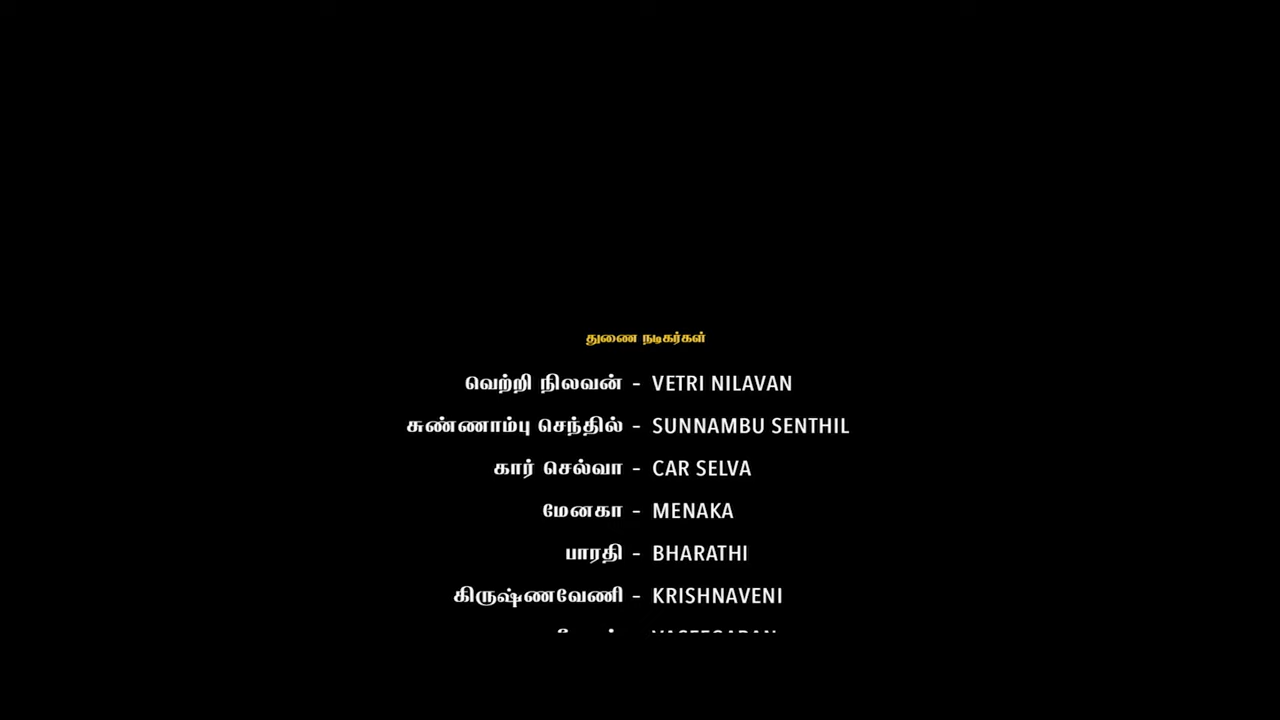 துணை நடிகர்கள்
வெற்றி நிலவன் - VETRI NILAVAN
சுண்ணாம்பு செந்தில் - SUNNAMBU SENTHIL
கார் செல்வா - CAR SELVA
மேனகா - MENAKA
பாரதி - BHARATHI
கிருஷ்ணவேணி - KRISHNAVENI